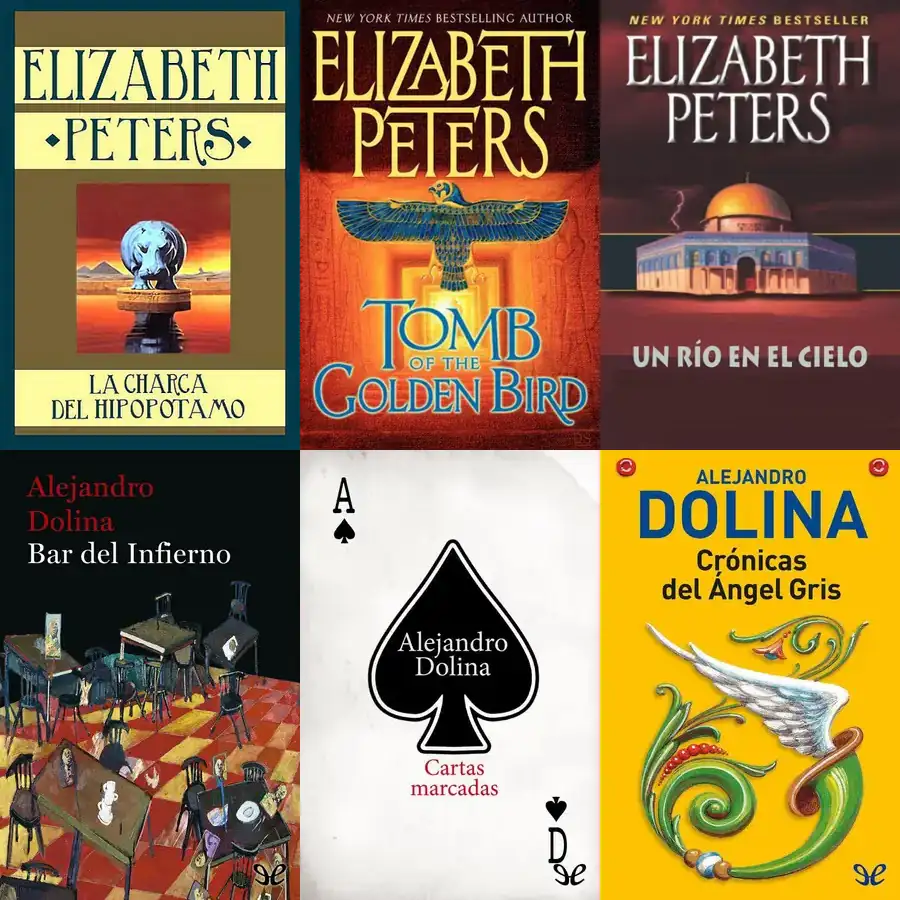 ELIZABETH
PETERS
LA CHARCA
DEL HIPOPOTAMO
NEW YORK TIMES BESTSELLING AUTHOR
ELIZABETH
PETERS
TOMB
OF THE
GOLDEN BIRD
NEW YORK TIMES BESTSELLER
ELIZABETH
PETERS
UN RÍO EN EL CIELO
Alejandro
Dolina
Bar del Infierno
A
Alejandro
Dolina
Cartas
marcadas
D
ALEJANDRO
DOLINA
Crónicas
del Ángel Gris